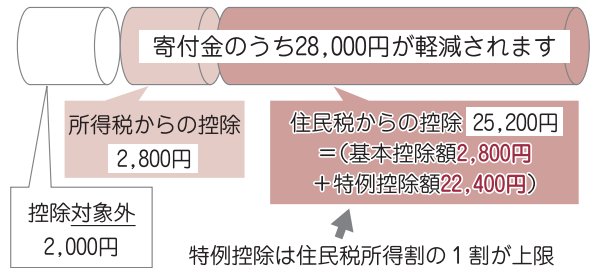 寄付金のうち28,000円が軽減されます
所得税からの控除
2,800円
住民税からの控除 25,200円
＝（基本控除額2,800円
＋特例控除額22,400円）
控除対象外
2,000円
特例控除は住民税所得割の１割が上限